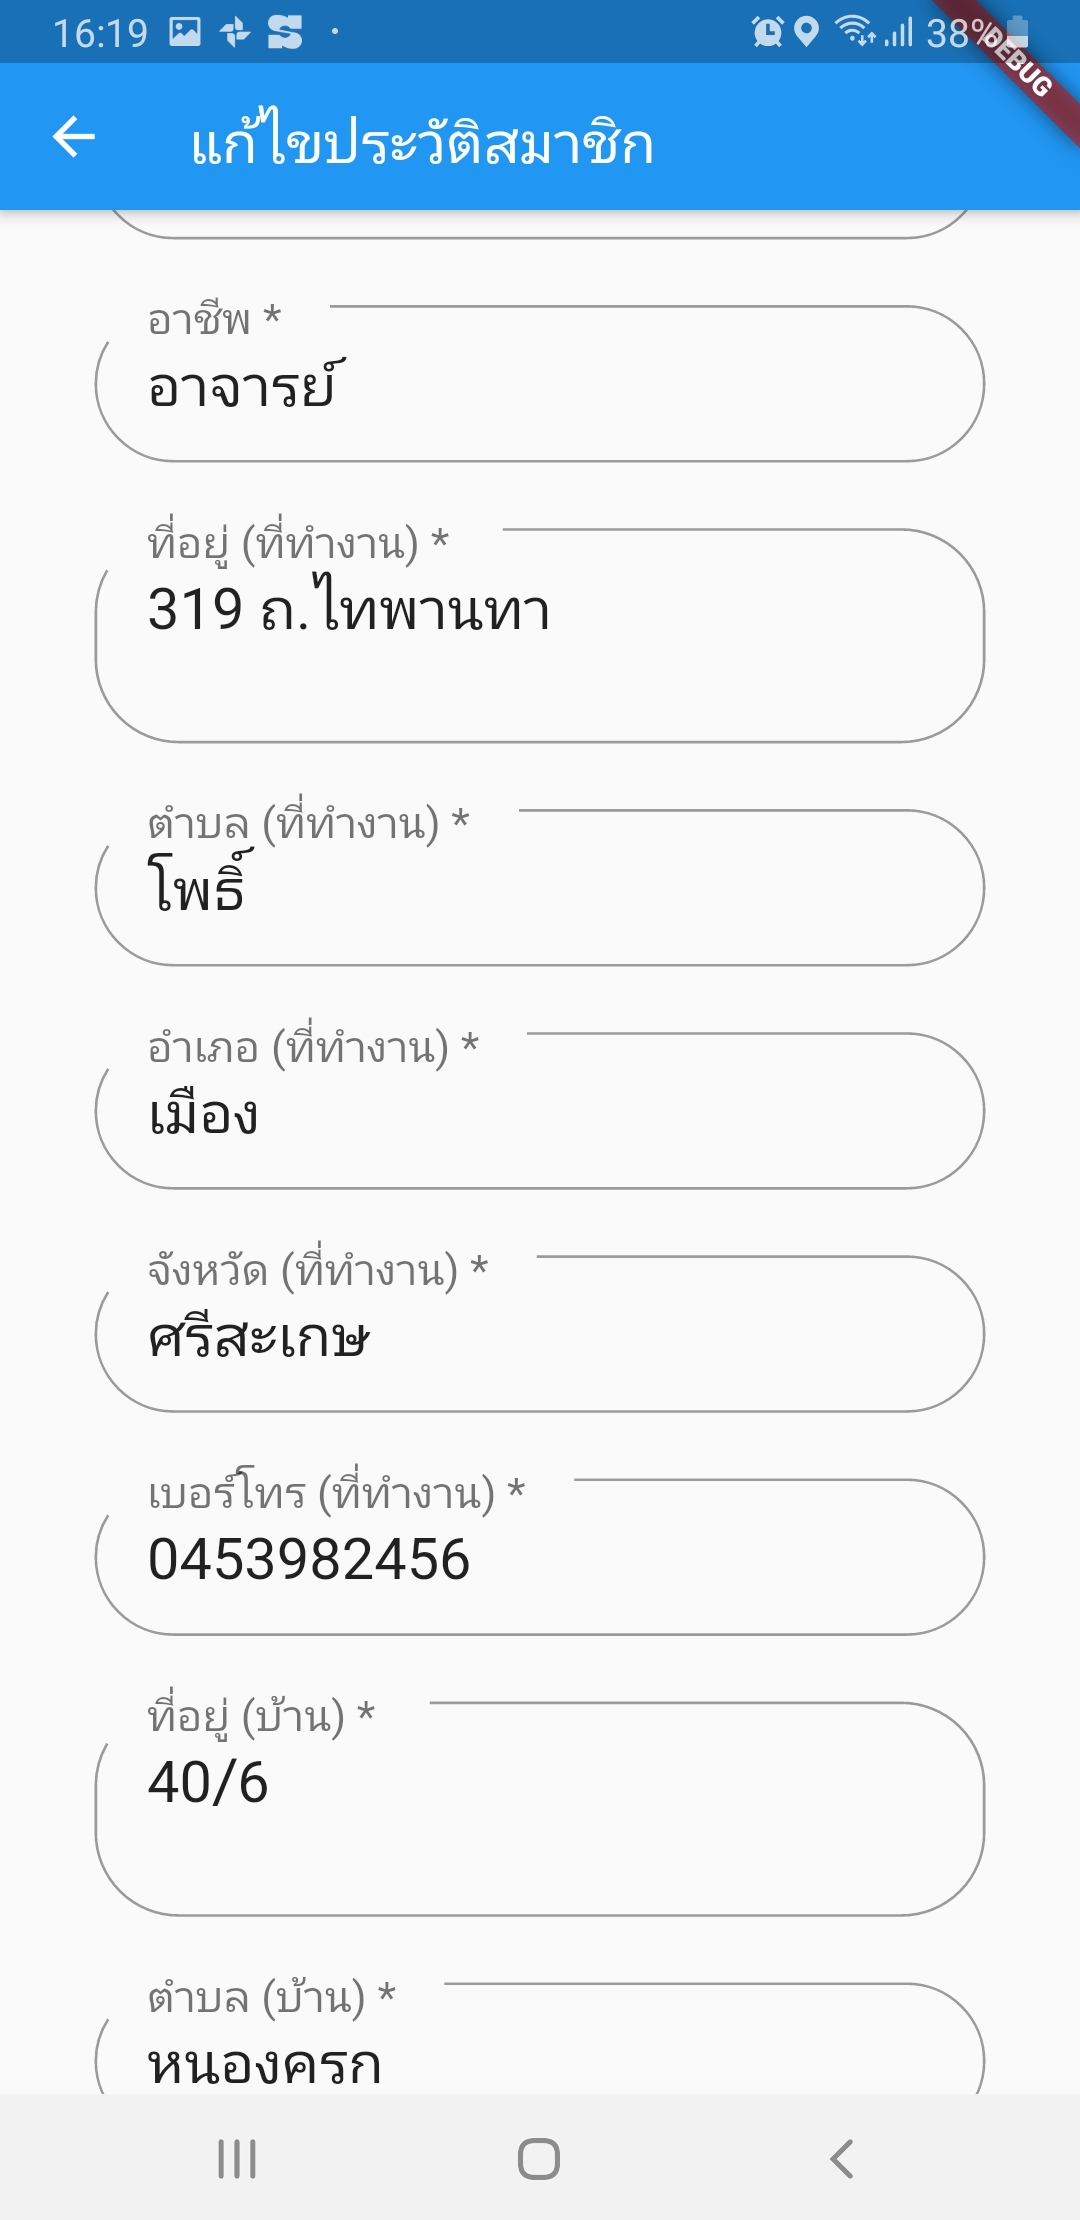 16:19
38%
DEBUG
แก้ไขประวัติสมาชิก
อาชีพ *
อาจารย์
ที่อยู่ (ที่ทำงาน) *
319 ถ.ไทพานทา
ตำบล (ที่ทำงาน) *
โพธิ์
อำเภอ (ที่ทำงาน) *
เมือง
จังหวัด (ที่ทำงาน) *
ศรีสะเกษ
เบอร์โทร (ที่ทำงาน) *
0453982456
ที่อยู่ (บ้าน) *
40/6
ตำบล (บ้าน) *
หนองครก